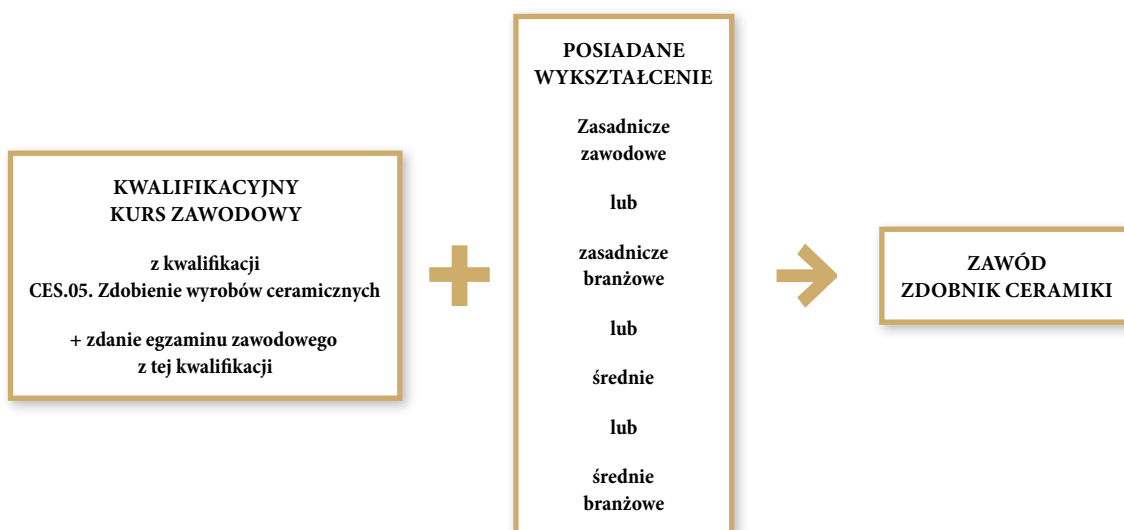 KWALIFIKACYJNY
KURS ZAWODOWY
z kwalifikacji
CES.05. Zdobienie wyrobów ceramicznych
+ zdanie egzaminu zawodowego
z tej kwalifikacji
POSIADANE
WYKSZTAŁCENIE
Zasadnicze
zawodowe
lub
zasadnicze
branżowe
lub
średnie
lub
średnie
branżowe
ZAWÓD
ZDOBNIK CERAMIKI